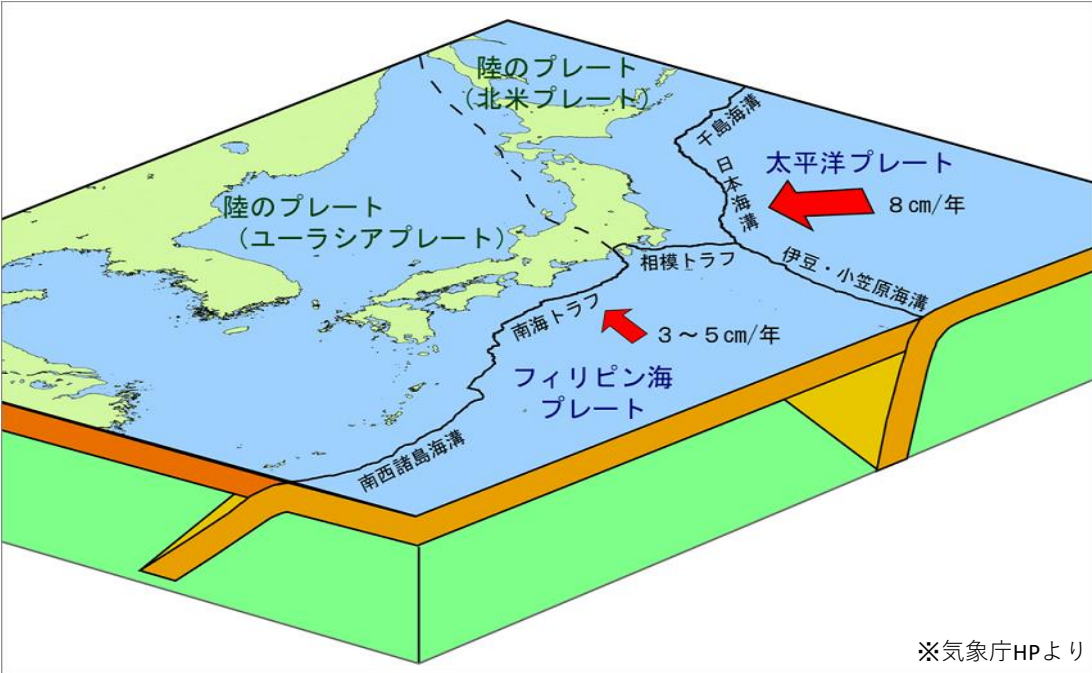 陸のプレート
（北米プレート）
千島海溝
日本海溝
太平洋プレート
８㎝/年
陸のプレート
（ユーラシアプレート）
相模トラフ
伊豆・小笠原海溝
南海トラフ
３～５㎝/年
フィリピン海
プレート
南西諸島海溝
※気象庁HPより